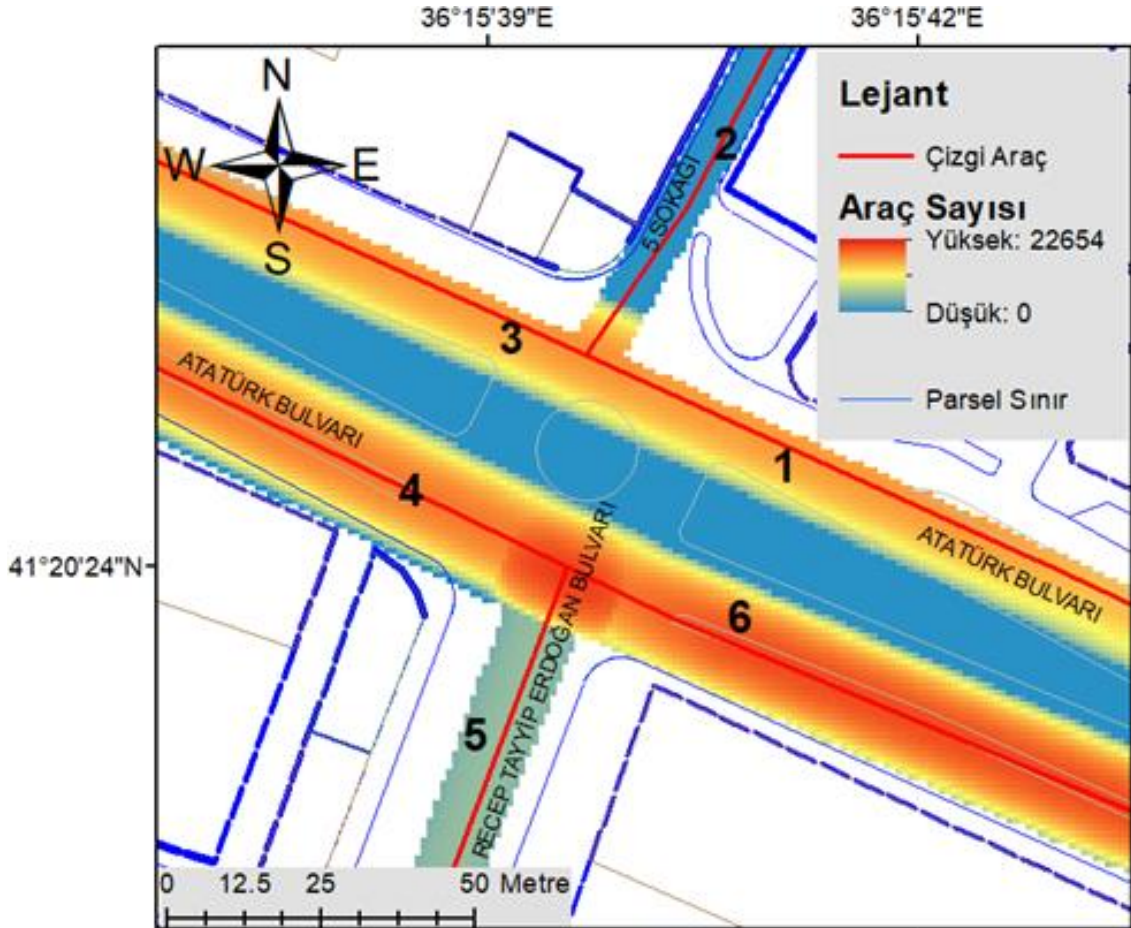 36°15'39"E
36°15'42"E
N
W
E
S
2
5.SOKAĞI
Lejant
Çizgi Araç
Araç Sayısı
Yüksek: 22654
Düşük: 0
Parsel Sınır
3
ATATÜRK BULVARI
4
1
ATATÜRK BULVARI
41°20'24"N
6
5
RECEP TAYYİP ERDOĞAN BULVARI
0 12.5 25 50 Metre